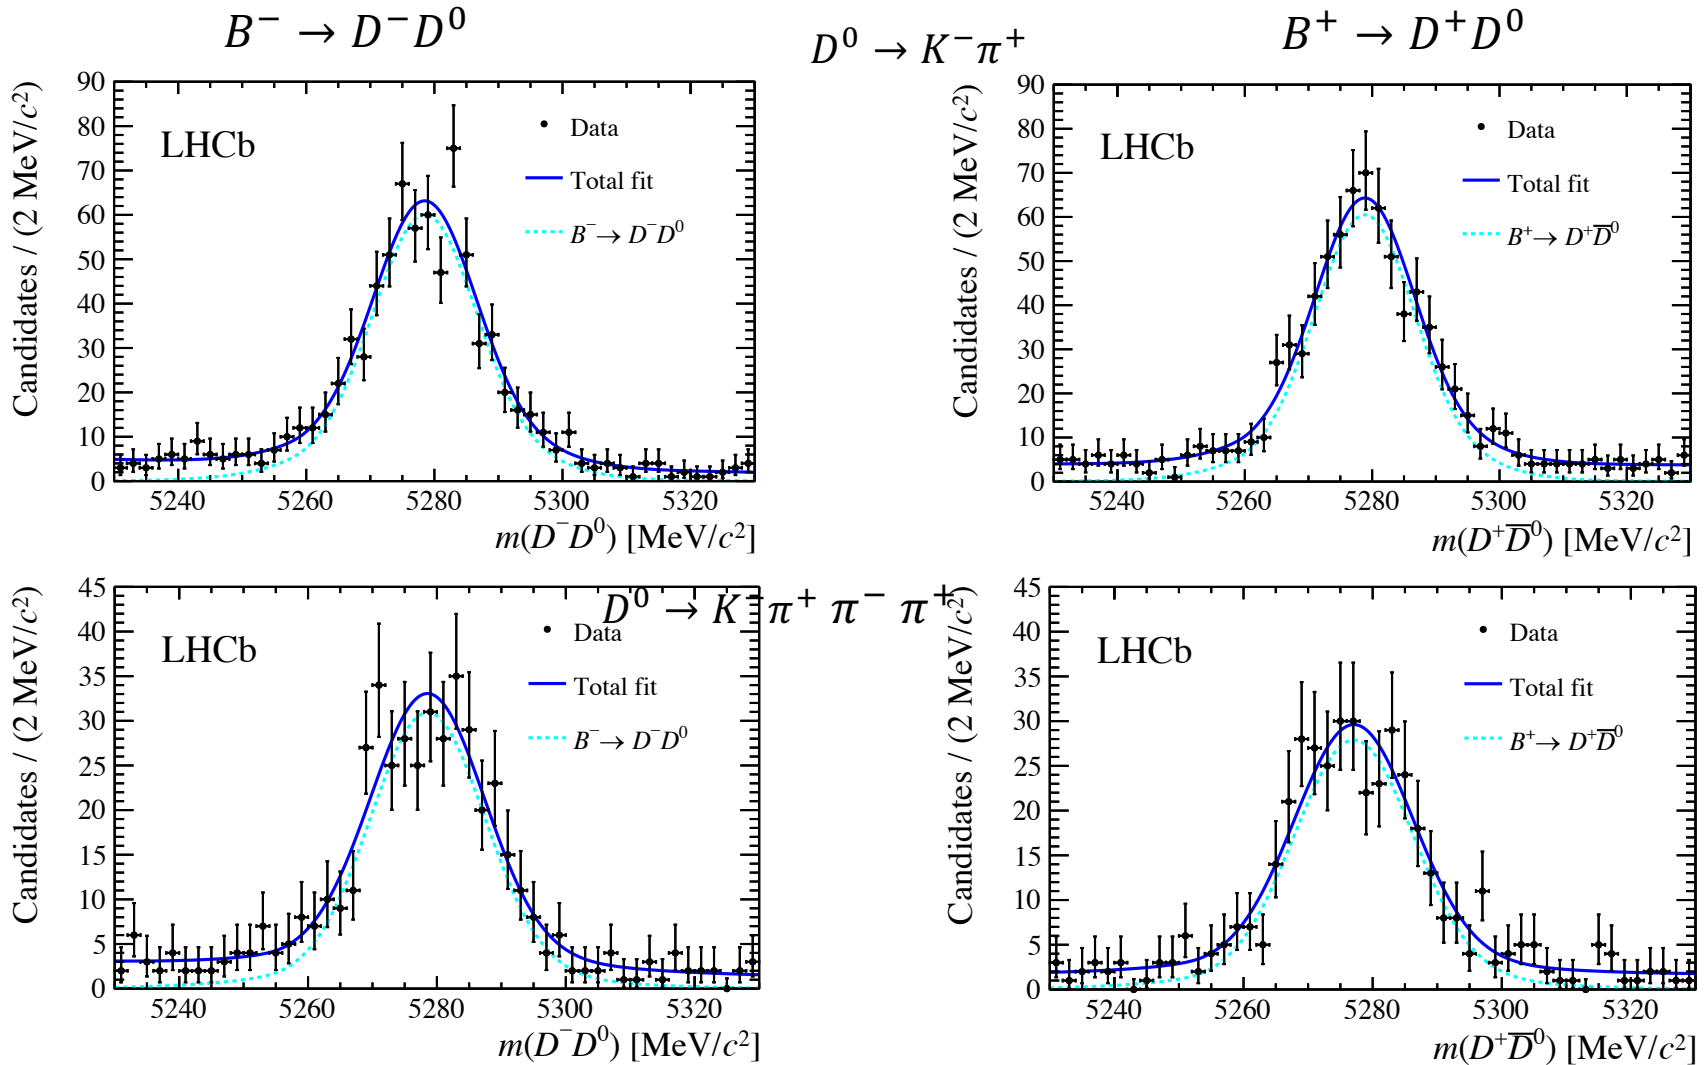 B⁻ → D⁻D⁰
D⁰ → K⁻π⁺
B⁺ → D⁺D⁰
Candidates / (2 MeV/c²)
90
80
70
60
50
40
30
20
10
0
LHCb
Data
Total fit
B⁻→ D⁻D⁰
5240 5260 5280 5300 5320
m(D⁻D⁰) [MeV/c²]
Candidates / (2 MeV/c²)
90
80
70
60
50
40
30
20
10
0
LHCb
Data
Total fit
B⁺→ D⁺D̅⁰
5240 5260 5280 5300 5320
m(D⁺D̅⁰) [MeV/c²]
D⁰ → K⁻π⁺ π⁻ π⁺
Candidates / (2 MeV/c²)
45
40
35
30
25
20
15
10
5
0
LHCb
Data
Total fit
B⁻→ D⁻D⁰
5240 5260 5280 5300 5320
m(D⁻D⁰) [MeV/c²]
Candidates / (2 MeV/c²)
45
40
35
30
25
20
15
10
5
0
LHCb
Data
Total fit
B⁺→ D⁺D̅⁰
5240 5260 5280 5300 5320
m(D⁺D̅⁰) [MeV/c²]